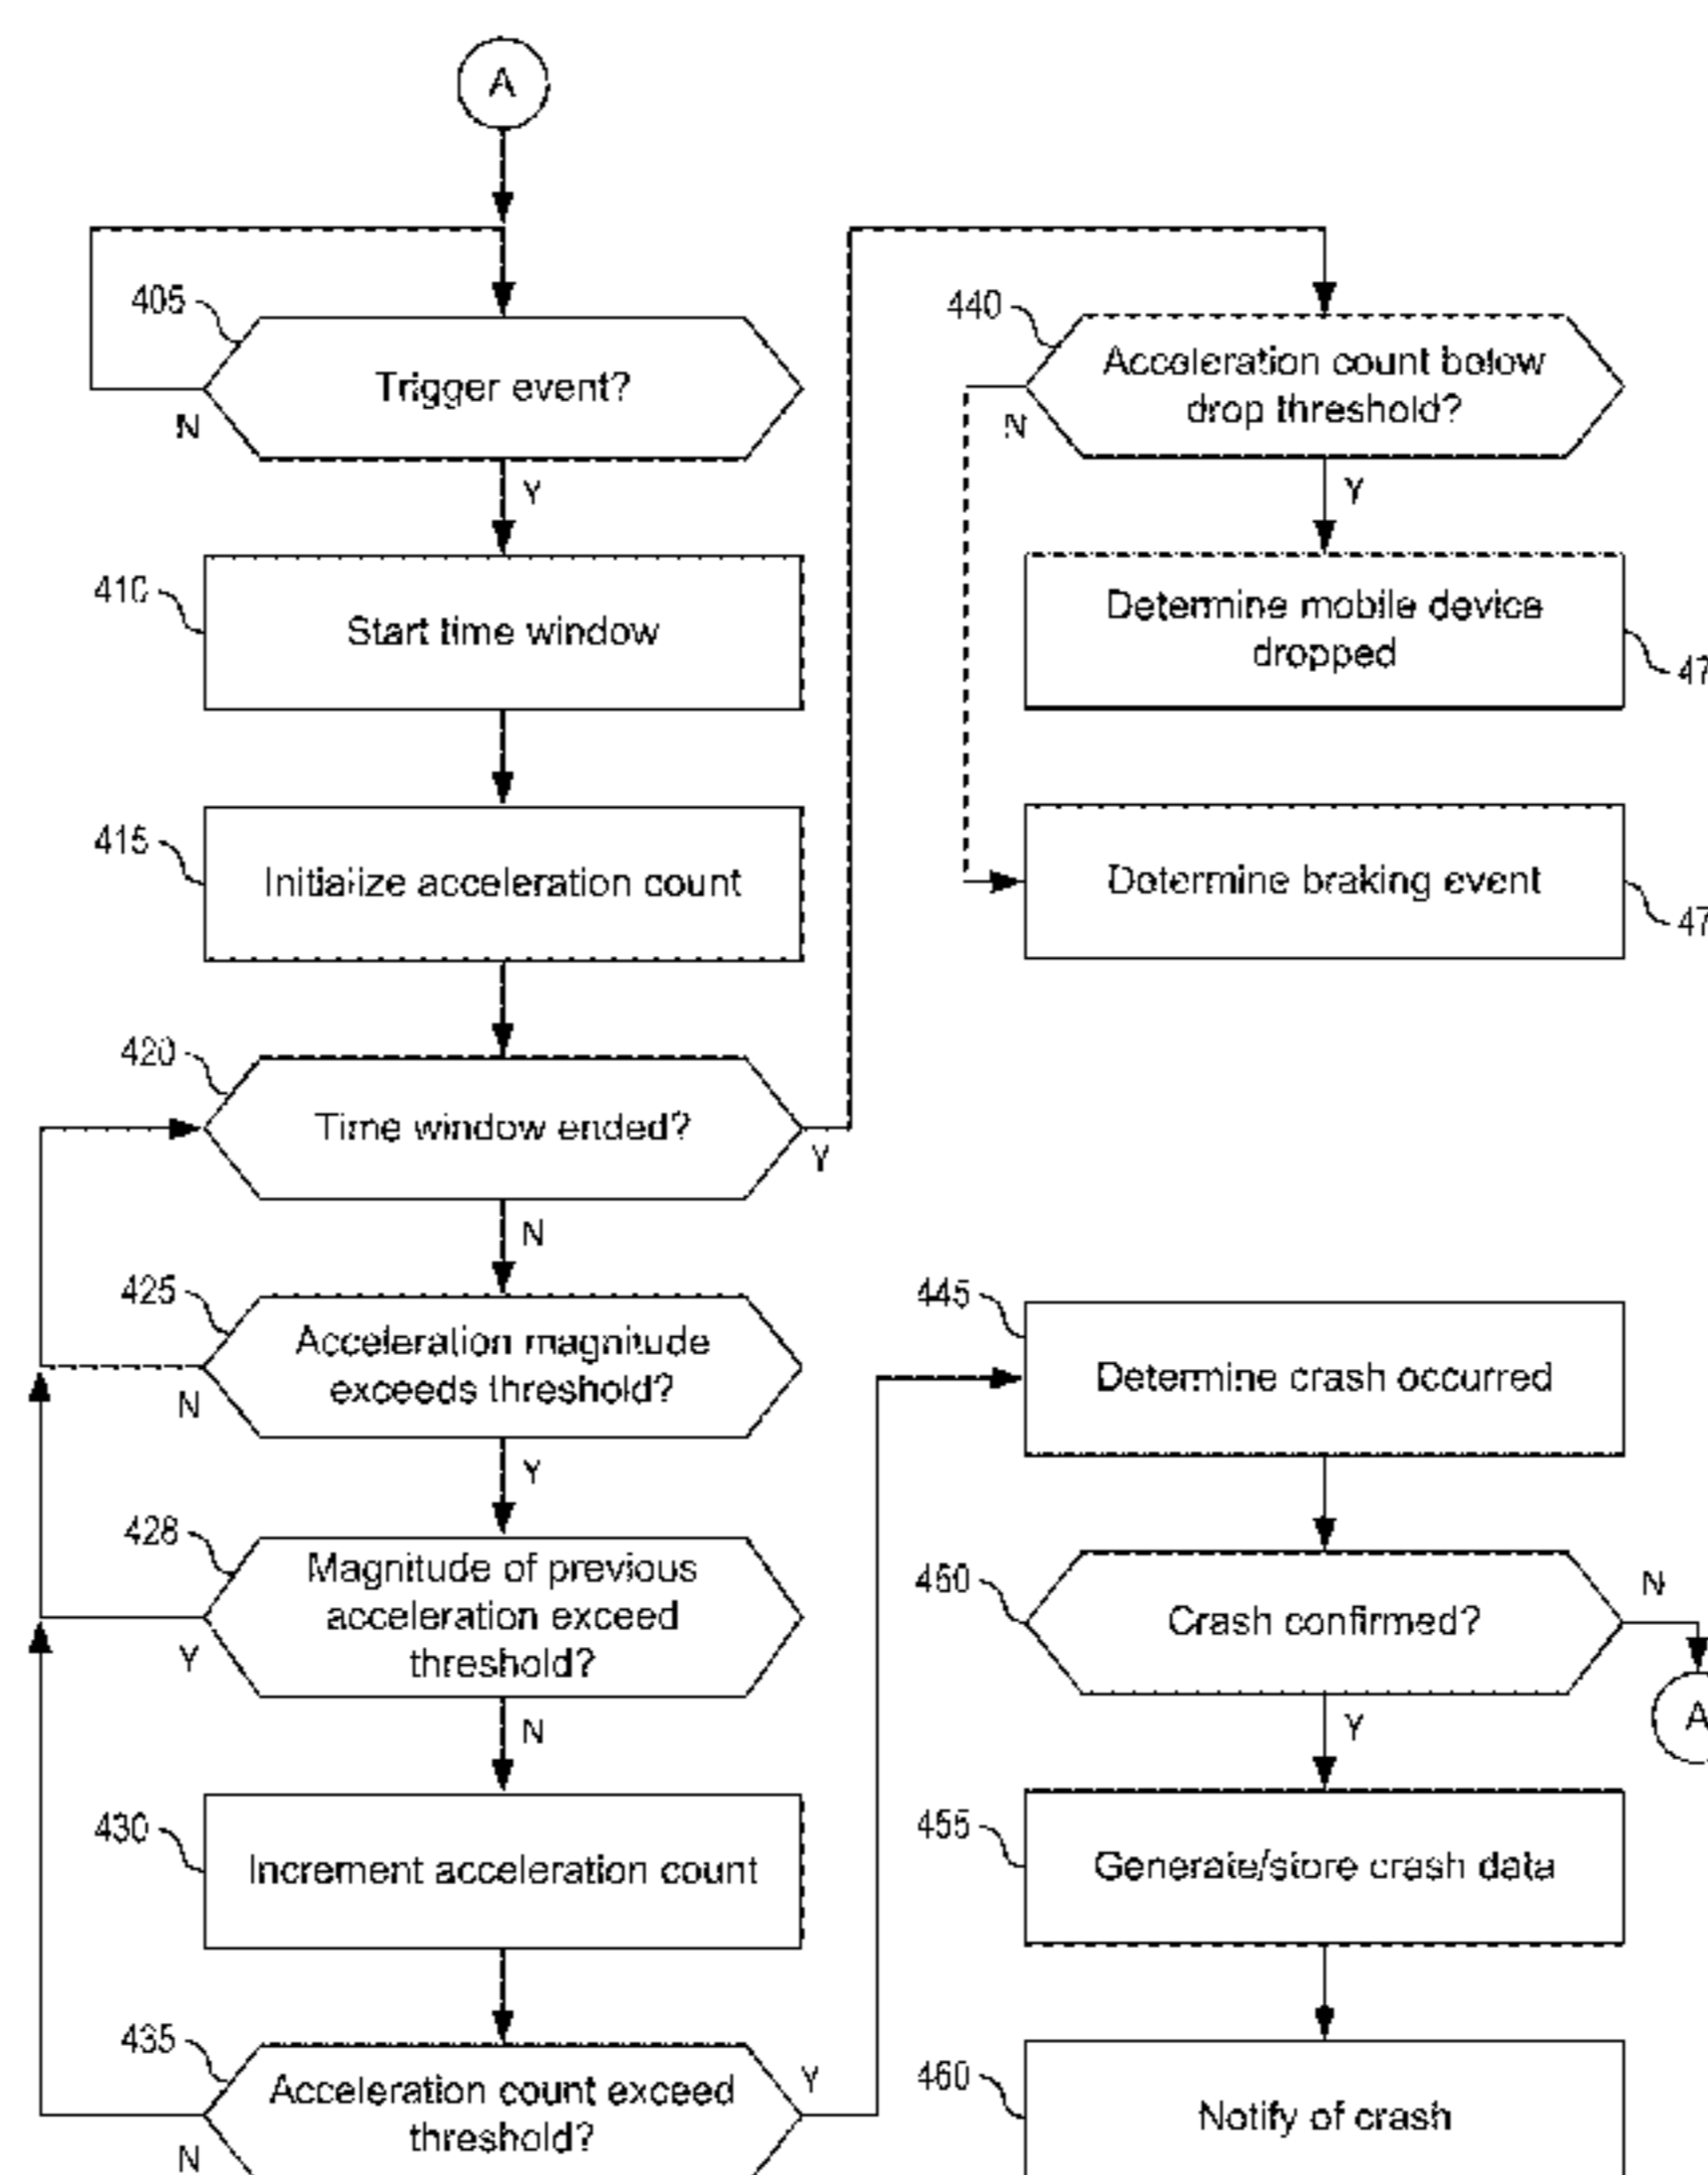 A
405
Trigger event?
N
Y
410
Start time window
415
Initialize acceleration count
420
Time window ended?
Y
N
425
Acceleration magnitude
exceeds threshold?
N
Y
428
Magnitude of previous
acceleration exceed
threshold?
Y
N
430
Increment acceleration count
435
Acceleration count exceed
threshold?
Y
N
440
Acceleration count below
drop threshold?
N
Y
Determine mobile device
dropped
47
Determine braking event
47
445
Determine crash occurred
450
Crash confirmed?
N
A
Y
455
Generate/store crash data
460
Notify of crash